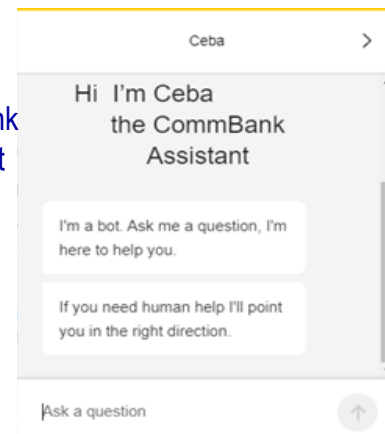 Ceba
Hi I'm Ceba
the CommBank
Assistant
I'm a bot. Ask me a question, I'm
here to help you.
If you need human help I'll point
you in the right direction.
Ask a question